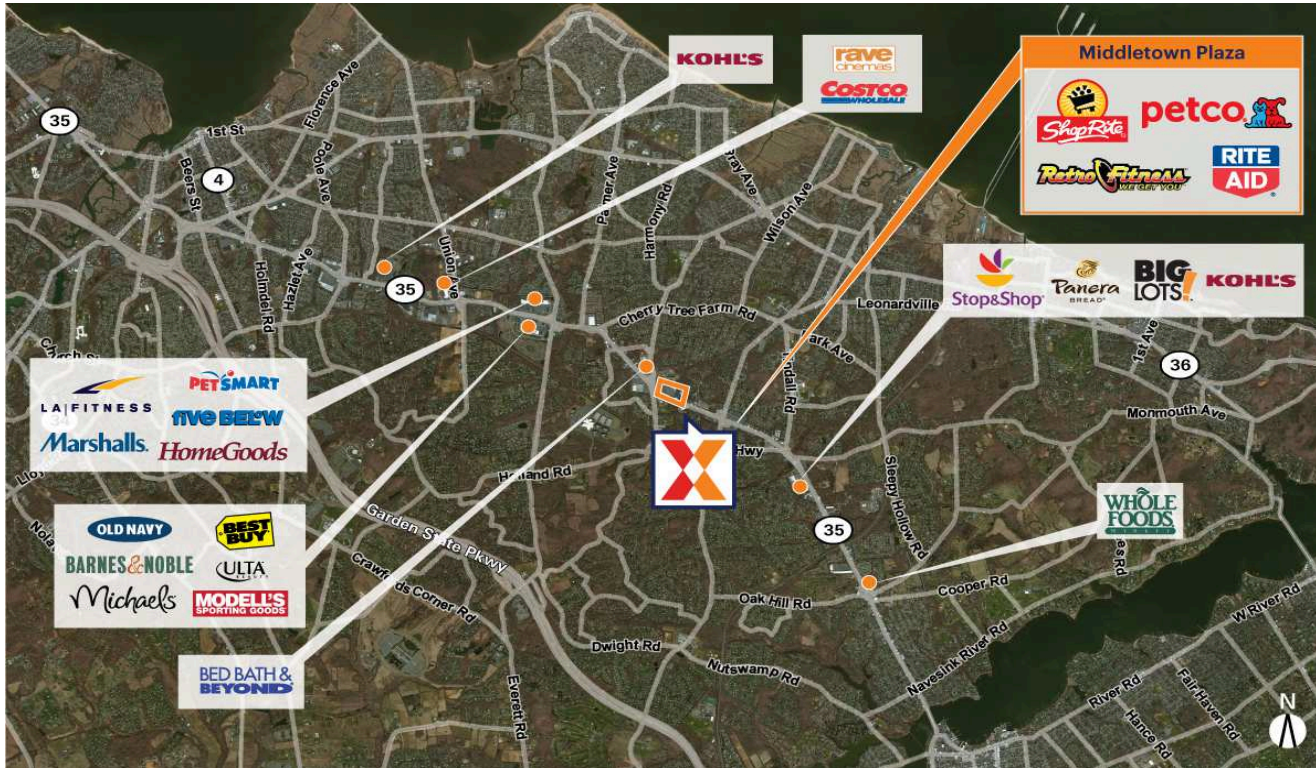 Middletown Plaza
ShopRite
petco
Retro Fitness
WE GET YOU
RITE
AID
KOHL'S
rave
cinemas
COSTCO
WHOLESALE
Stop&Shop
Panera
BREAD
BIG
LOTS!
KOHL'S
LA|FITNESS
PETSMART
five BEL°W
Marshalls
HomeGoods
OLD NAVY
BEST
BUY
BARNES&NOBLE
ULTA
BEAUTY
Michaels
MODELL'S
SPORTING GOODS
BED BATH &
BEYOND
WHOLE
FOODS
MARKET
35
1st St
Florence Ave
Beers St
4
Poole Ave
Hazlet Ave
Holmdel Rd
35
Union Ave
Palmer Ave
Harmony Rd
Wilson Ave
Cherry Tree Farm Rd
Leonardville
Park Ave
1st Ave
36
Monmouth Ave
Hwy
34
Holland Rd
Garden State Pkwy
Crawfords Corner Rd
Everett Rd
Dwight Rd
Nutswamp Rd
Oak Hill Rd
35
Sleepy Hollow Rd
Cooper Rd
Navesink River Rd
W River Rd
River Rd
Fair Haven Rd
Hance Rd
N